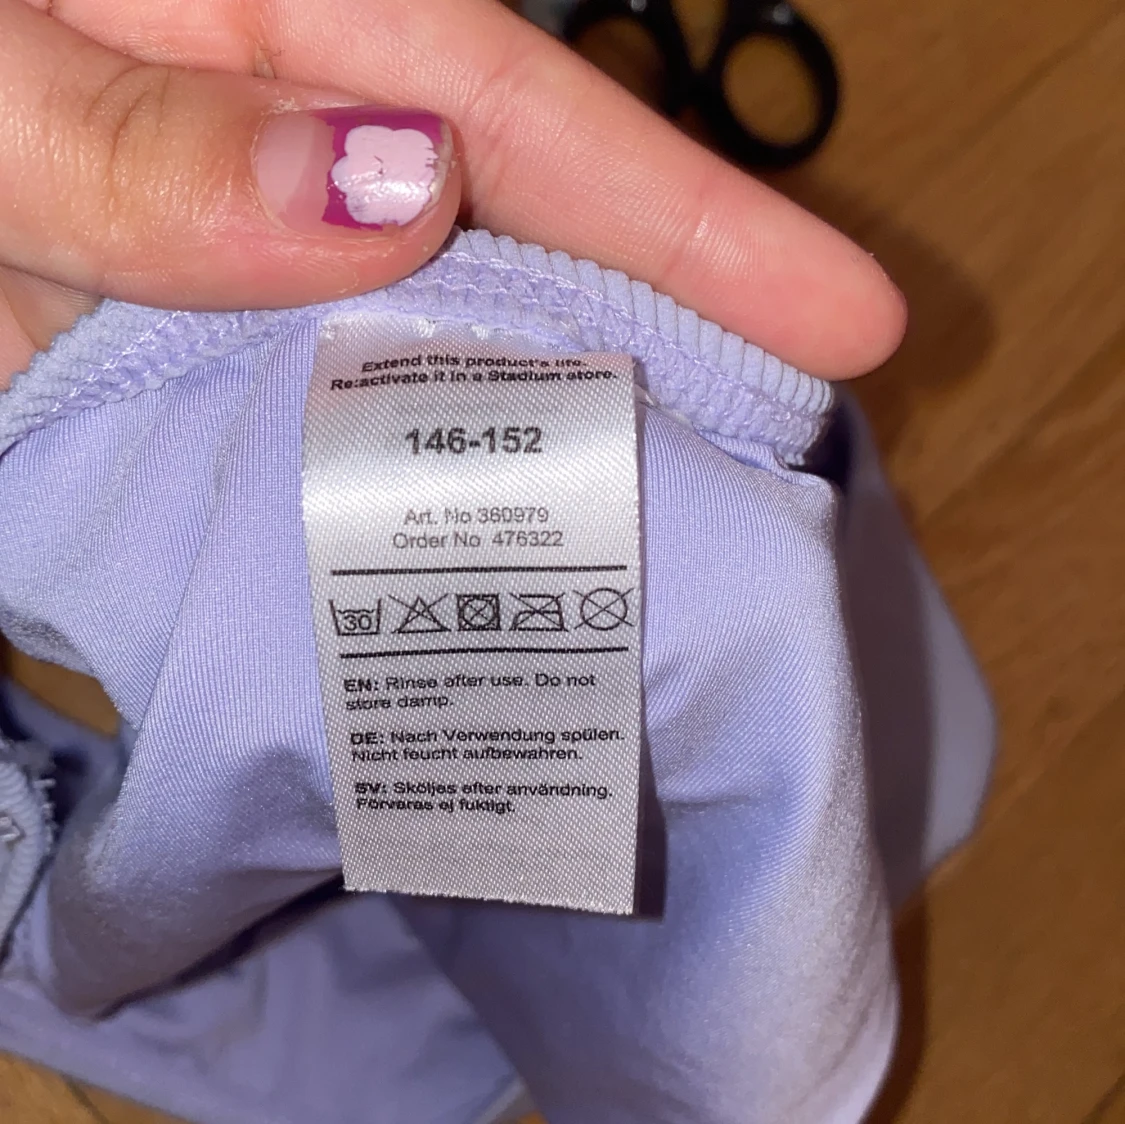 Extend this product's life.
Re:activate it in a Stadium store.
146-152
Art. No 360979
Order No 476322
30
EN: Rinse after use. Do not
store damp.
DE: Nach Verwendung spülen.
Nicht feucht aufbewahren.
SV: Sköljes efter användning.
Förvaras ej fuktigt.